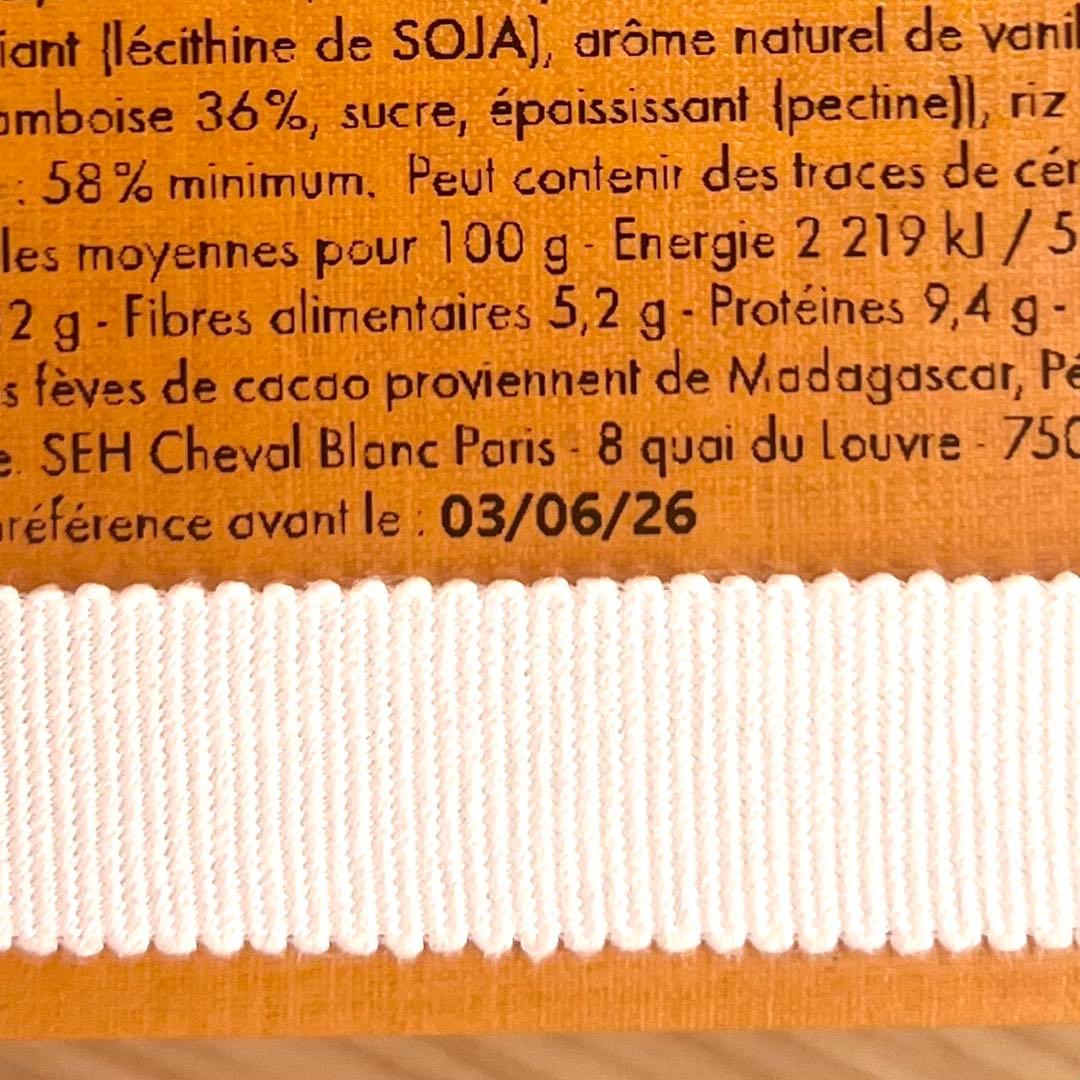 iant (lécithine de SOJA), arôme naturel de vanil
amboise 36%, sucre, épaississant (pectine)), riz
: 58 % minimum. Peut contenir des traces de cér
les moyennes pour 100 g - Energie 2 219 kJ / 5
2 g - Fibres alimentaires 5,2 g - Protéines 9,4 g -
s fèves de cacao proviennent de Madagascar, Pé
e. SEH Cheval Blanc Paris - 8 quai du Louvre - 750
référence avant le : 03/06/26